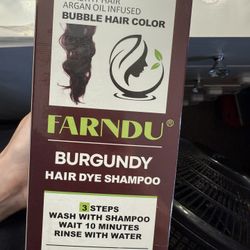 HAIR
ARGAN OIL INFUSED
BUBBLE HAIR COLOR
FARNDU®
BURGUNDY
HAIR DYE SHAMPOO
3 STEPS
WASH WITH SHAMPOO
WAIT 10 MINUTES
RINSE WITH WATER